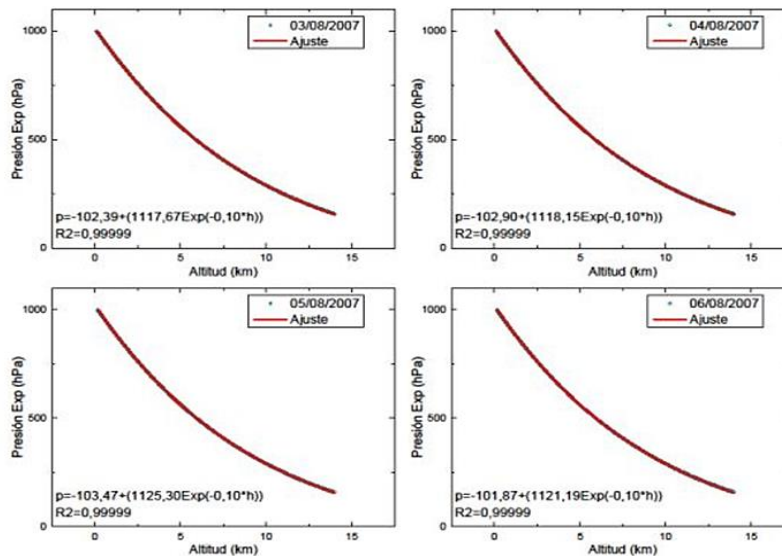 03/08/2007
Ajuste
Presión Exp (hPa)
1000
500
0
p=-102,39+(1117,67Exp(-0,10*h))
R2=0,99999
0 5 10 15
Altitud (km)
04/08/2007
Ajuste
Presión Exp (hPa)
1000
500
0
p=-102,90+(1118,15Exp(-0,10*h))
R2=0,99999
0 5 10 15
Altitud (km)
05/08/2007
Ajuste
Presión Exp (hPa)
1000
500
0
p=-103,47+(1125,30Exp(-0,10*h))
R2=0,99999
0 5 10 15
Altitud (km)
06/08/2007
Ajuste
Presión Exp (hPa)
1000
500
0
p=-101,87+(1121,19Exp(-0,10*h))
R2=0,99999
0 5 10 15
Altitud (km)